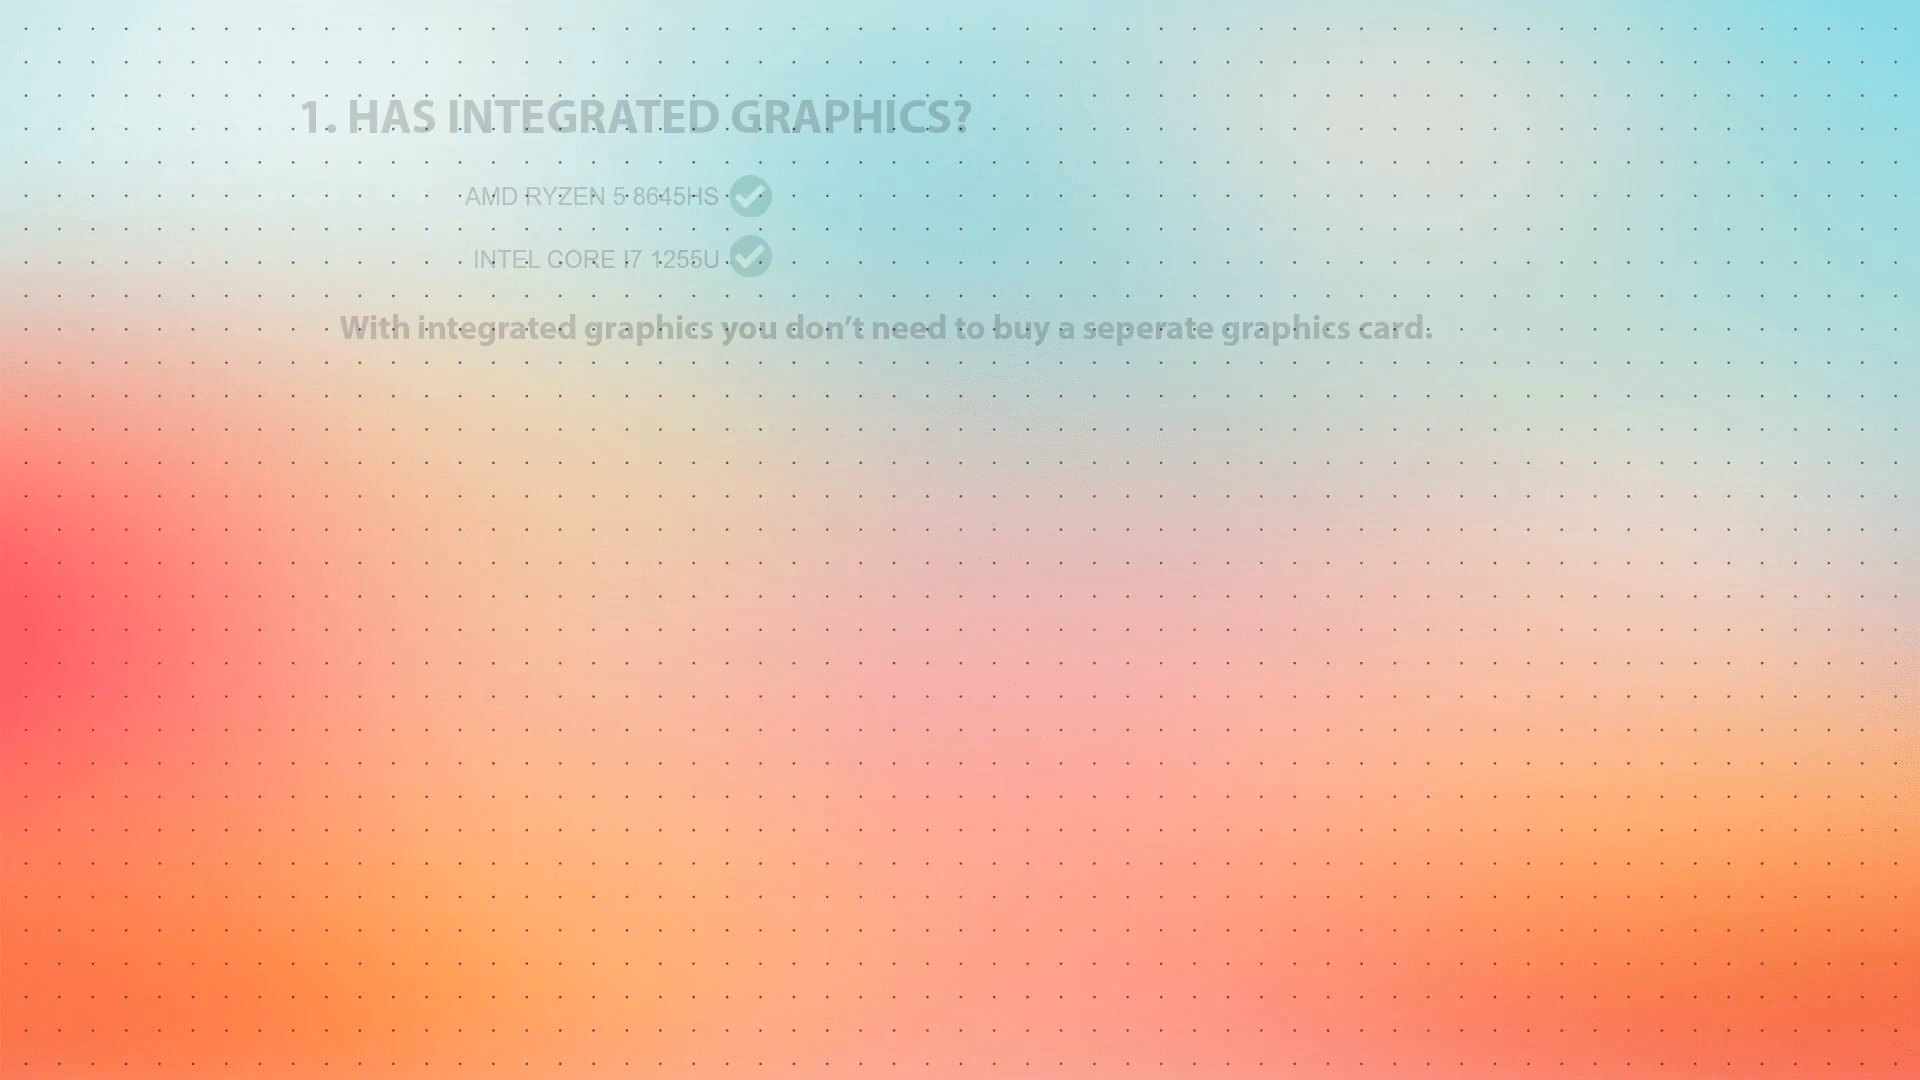 1. HAS INTEGRATED GRAPHICS?
AMD RYZEN 5 8645HS
INTEL CORE I7 1255U
With integrated graphics you don’t need to buy a seperate graphics card.